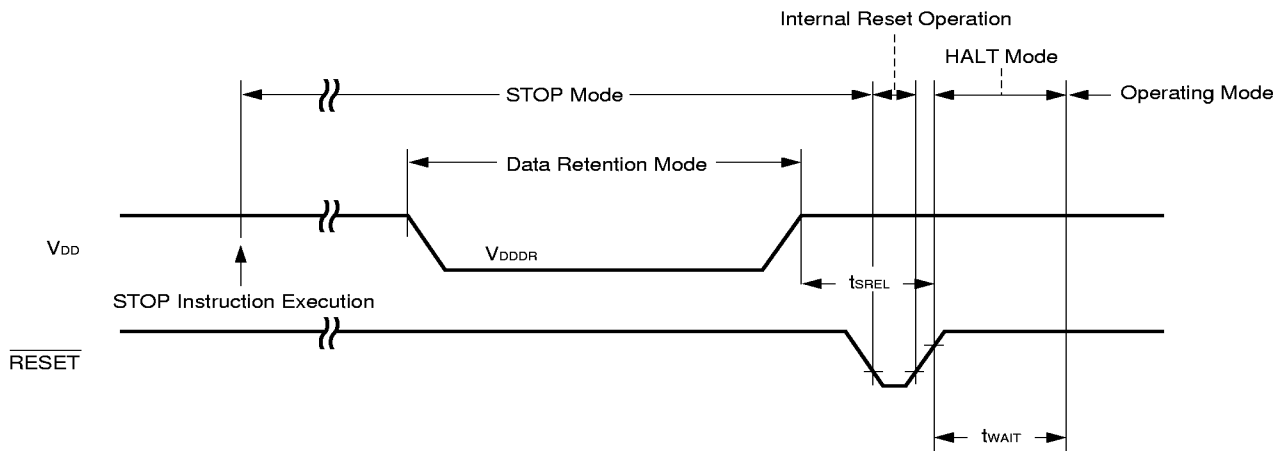 Internal Reset Operation
HALT Mode
STOP Mode
Operating Mode
Data Retention Mode
VDD
VDDDR
tSREL
STOP Instruction Execution
RESET
tWAIT